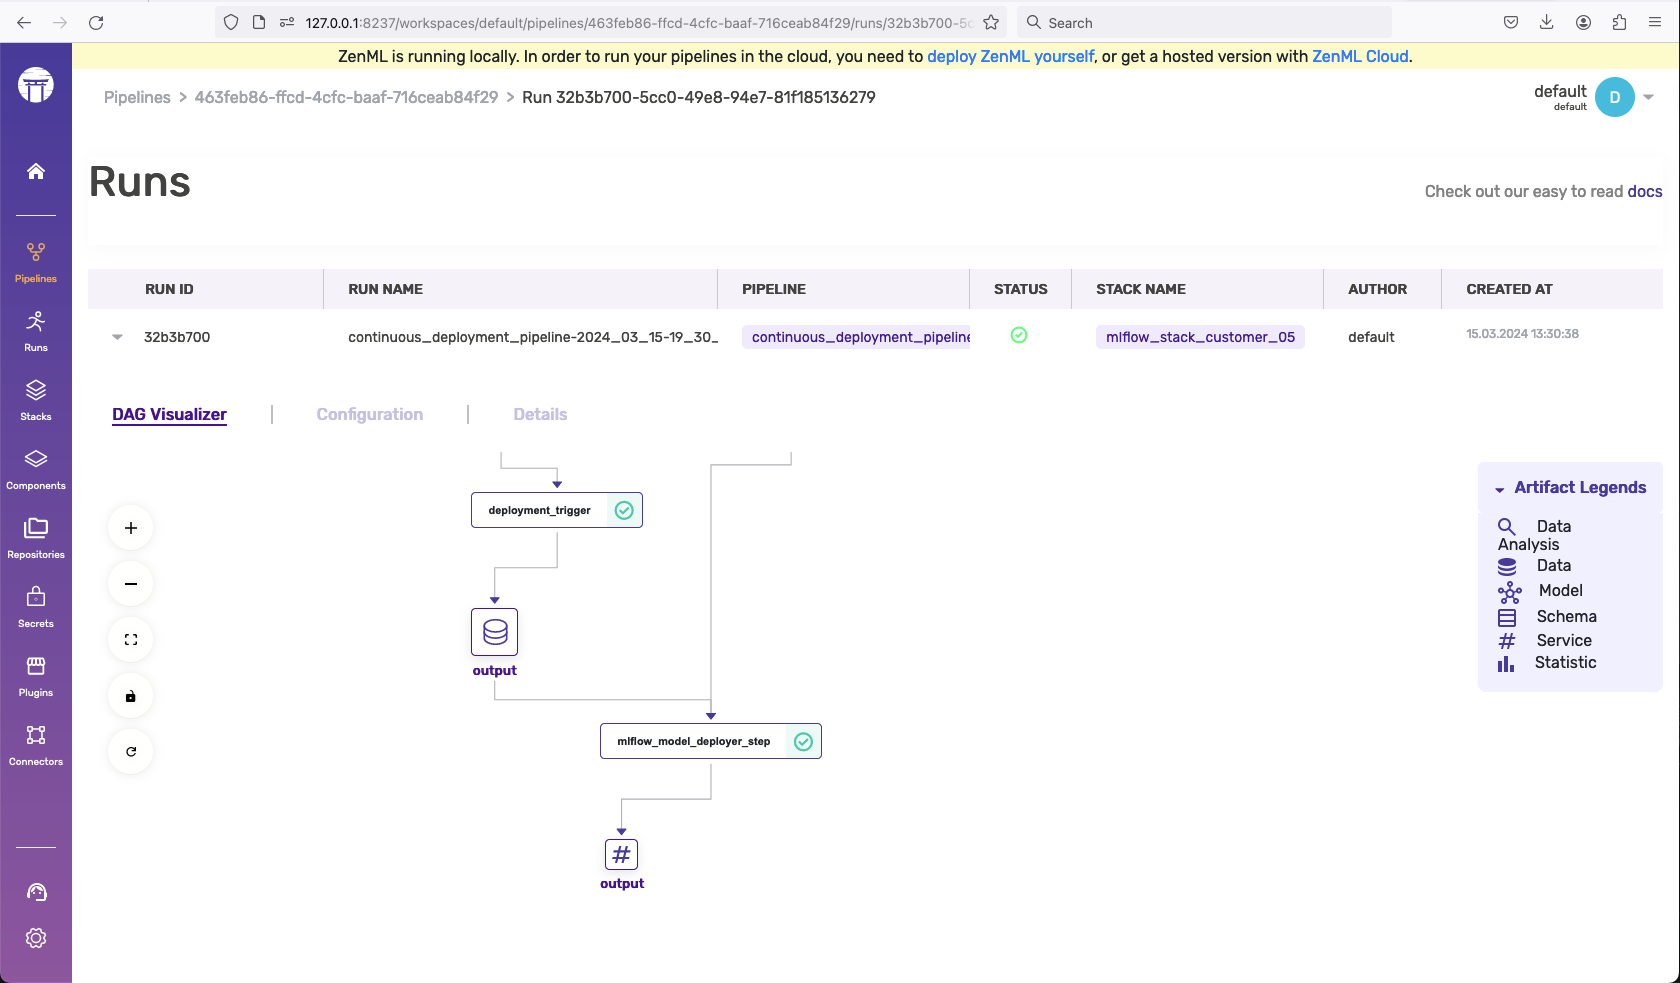 127.0.0.1:8237/workspaces/default/pipelines/463feb86-ffcd-4cfc-baaf-716ceab84f29/runs/32b3b700-5c
Search
ZenML is running locally. In order to run your pipelines in the cloud, you need to deploy ZenML yourself, or get a hosted version with ZenML Cloud.
Pipelines > 463feb86-ffcd-4cfc-baaf-716ceab84f29 > Run 32b3b700-5cc0-49e8-94e7-81f185136279
default
default
D
Runs
Check out our easy to read docs
Pipelines
Runs
Stacks
Components
Repositories
Secrets
Plugins
Connectors
RUN ID RUN NAME PIPELINE STATUS STACK NAME AUTHOR CREATED AT
32b3b700 continuous_deployment_pipeline-2024_03_15-19_30_ continuous_deployment_pipeline mlflow_stack_customer_05 default 15.03.2024 13:30:38
DAG Visualizer | Configuration | Details
deployment_trigger
output
mlflow_model_deployer_step
#
output
Artifact Legends
Data
Analysis
Data
Model
Schema
# Service
Statistic